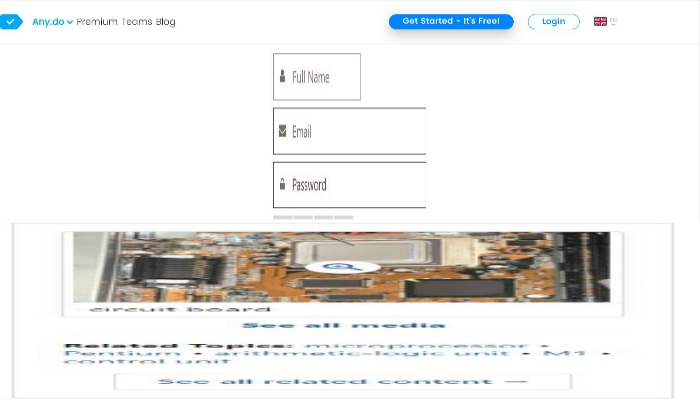 Any.do Premium Teams Blog Get Started - It's Free! Login EN
Full Name
Email
Password
circuit board
See all media
Related Topics: microprocessor •
Pentium • arithmetic-logic unit • M1 •
control unit
See all related content →